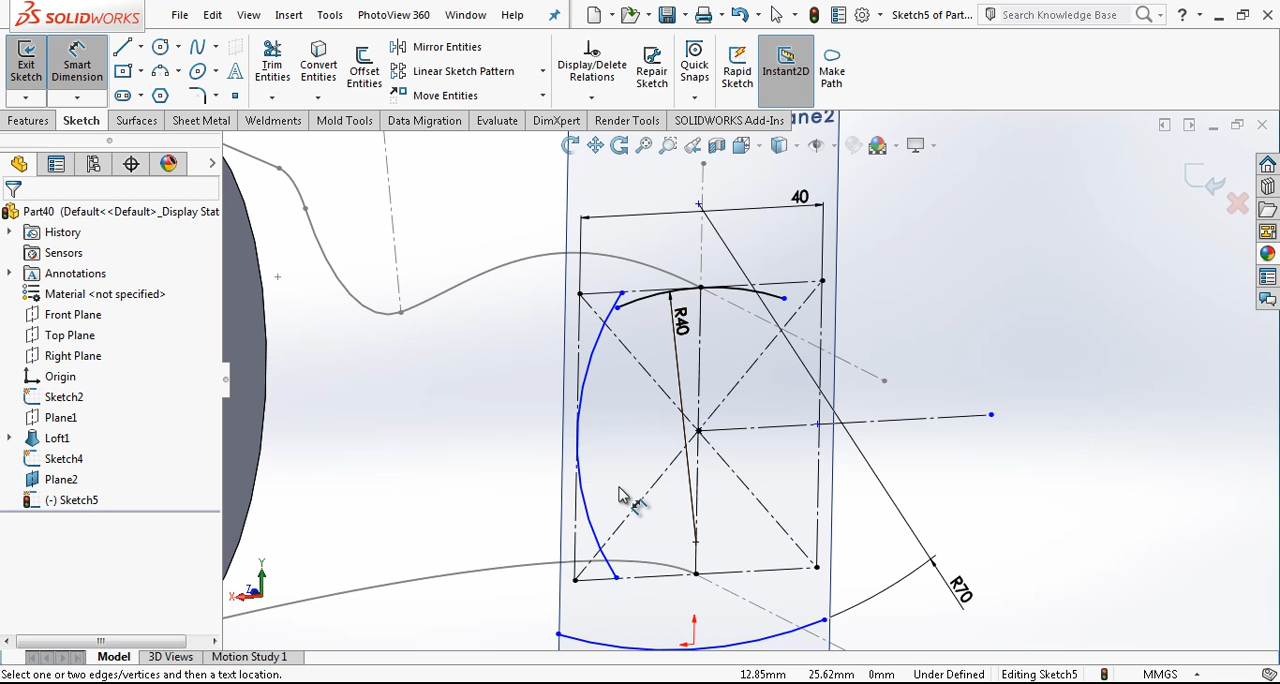 SOLIDWORKS File Edit View Insert Tools PhotoView 360 Window Help Sketch5 of Part... Search Knowledge Base ?
Exit Sketch
Smart Dimension
Trim Entities
Convert Entities
Offset Entities
Mirror Entities
Linear Sketch Pattern
Move Entities
Display/Delete Relations
Repair Sketch
Quick Snaps
Rapid Sketch
Instant2D
Make Path
Features Sketch Surfaces Sheet Metal Weldments Mold Tools Data Migration Evaluate DimXpert Render Tools SOLIDWORKS Add-Ins
ane2
Part40 (Default<<Default>_Display Stat
History
Sensors
Annotations
Material <not specified>
Front Plane
Top Plane
Right Plane
Origin
Sketch2
Plane1
Loft1
Sketch4
Plane2
(-) Sketch5
40
R40
R70
Y
Z
X
Model 3D Views Motion Study 1
Select one or two edges/vertices and then a text location. 12.85mm 25.62mm 0mm Under Defined Editing Sketch5 MMGS